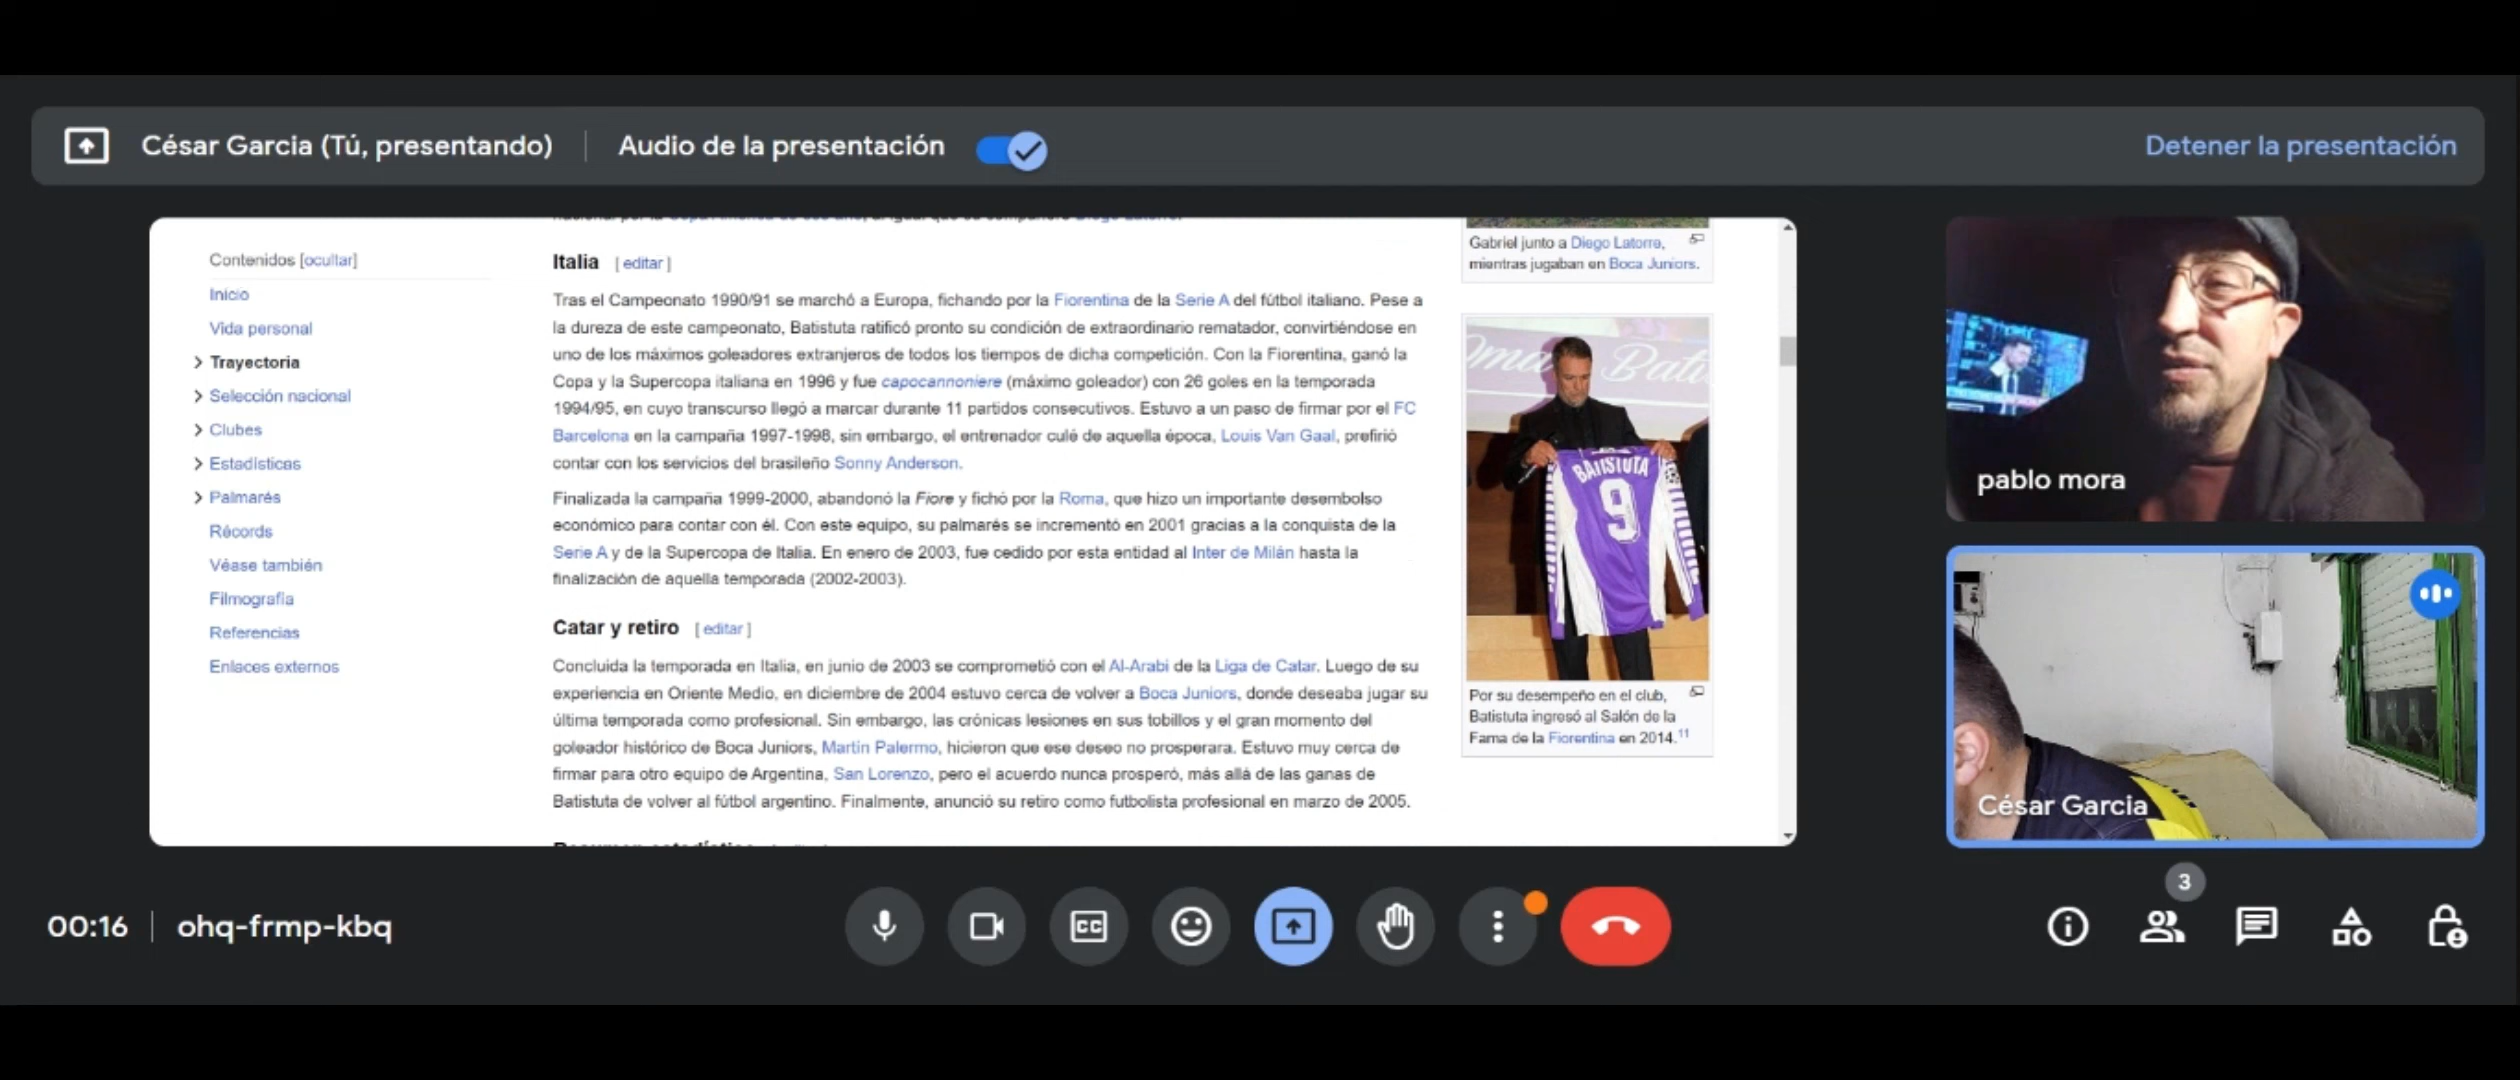 César Garcia (Tú, presentando)
Audio de la presentación
Detener la presentación
Contenidos [ocultar]
Inicio
Vida personal
Trayectoria
Selección nacional
Clubes
Estadísticas
Palmarés
Récords
Véase también
Filmografía
Referencias
Enlaces externos
Italia [ editar ]
Tras el Campeonato 1990/91 se marchó a Europa, fichando por la Fiorentina de la Serie A del fútbol italiano. Pese a
la dureza de este campeonato, Batistuta ratificó pronto su condición de extraordinario rematador, convirtiéndose en
uno de los máximos goleadores extranjeros de todos los tiempos de dicha competición. Con la Fiorentina, ganó la
Copa y la Supercopa italiana en 1996 y fue capocannoniere (máximo goleador) con 26 goles en la temporada
1994/95, en cuyo transcurso llegó a marcar durante 11 partidos consecutivos. Estuvo a un paso de firmar por el FC
Barcelona en la campaña 1997-1998, sin embargo, el entrenador culé de aquella época, Louis Van Gaal, prefirió
contar con los servicios del brasileño Sonny Anderson.
Finalizada la campaña 1999-2000, abandonó la Fiore y fichó por la Roma, que hizo un importante desembolso
económico para contar con él. Con este equipo, su palmarés se incrementó en 2001 gracias a la conquista de la
Serie A y de la Supercopa de Italia. En enero de 2003, fue cedido por esta entidad al Inter de Milán hasta la
finalización de aquella temporada (2002-2003).
Catar y retiro [ editar ]
Concluida la temporada en Italia, en junio de 2003 se comprometió con el Al-Arabi de la Liga de Catar. Luego de su
experiencia en Oriente Medio, en diciembre de 2004 estuvo cerca de volver a Boca Juniors, donde deseaba jugar su
última temporada como profesional. Sin embargo, las crónicas lesiones en sus tobillos y el gran momento del
goleador histórico de Boca Juniors, Martín Palermo, hicieron que ese deseo no prosperara. Estuvo muy cerca de
firmar para otro equipo de Argentina, San Lorenzo, pero el acuerdo nunca prosperó, más allá de las ganas de
Batistuta de volver al fútbol argentino. Finalmente, anunció su retiro como futbolista profesional en marzo de 2005.
Gabriel junto a Diego Latorre,
mientras jugaban en Boca Juniors.
BATISTUTA
9
Por su desempeño en el club,
Batistuta ingresó al Salón de la
Fama de la Fiorentina en 2014.11
pablo mora
César Garcia
00:16
ohq-frmp-kbq
CC
3